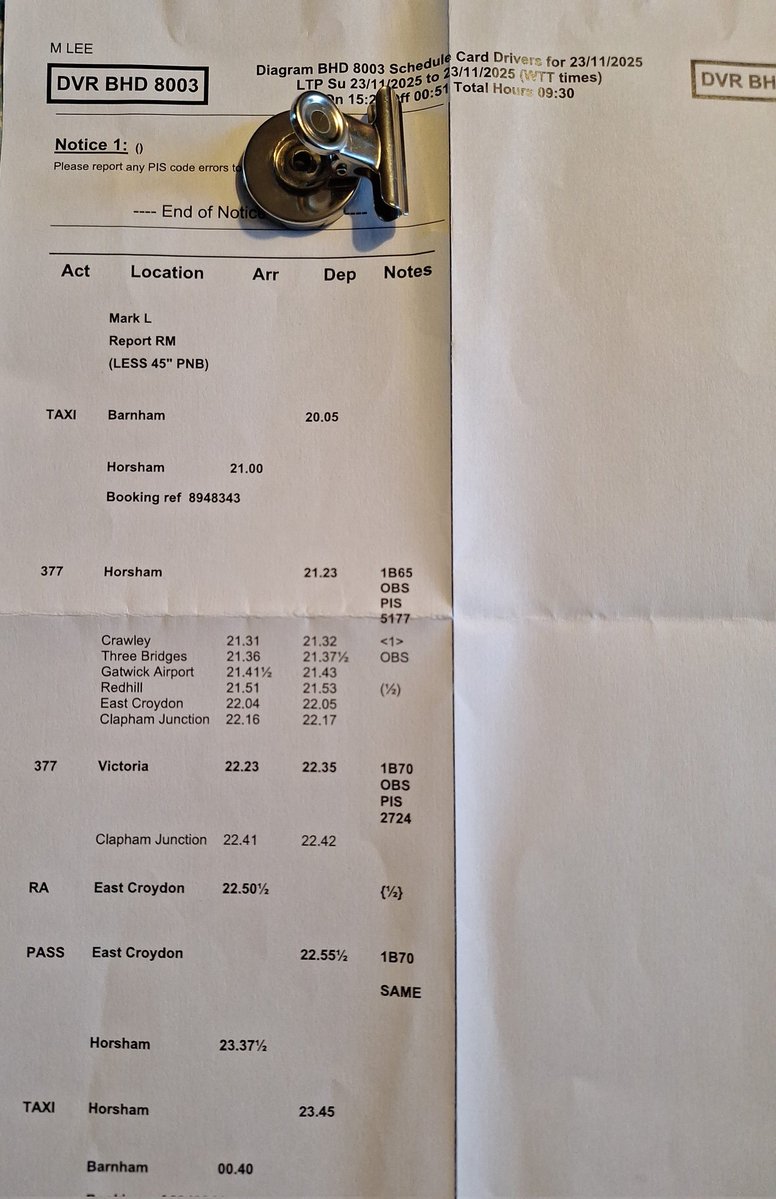 M LEE
DVR BHD 8003
Diagram BHD 8003 Schedule Card Drivers for 23/11/2025
LTP Su 23/11/2025 to 23/11/2025 (WTT times)
00:51 Total Hours 09:30
DVR BH
Notice 1: ()
Please report any PIS code errors to
---- End of Notic
Act Location Arr Dep Notes
Mark L
Report RM
(LESS 45" PNB)
TAXI Barnham 20.05
Horsham 21.00
Booking ref 8948343
377 Horsham 21.23 1B65
OBS
PIS
5177
Crawley 21.31 21.32 <1>
Three Bridges 21.36 21.37½ OBS
Gatwick Airport 21.41½ 21.43
Redhill 21.51 21.53 (½)
East Croydon 22.04 22.05
Clapham Junction 22.16 22.17
377 Victoria 22.23 22.35 1B70
OBS
PIS
2724
Clapham Junction 22.41 22.42
RA East Croydon 22.50½ {½}
PASS East Croydon 22.55½ 1B70
SAME
Horsham 23.37½
TAXI Horsham 23.45
Barnham 00.40